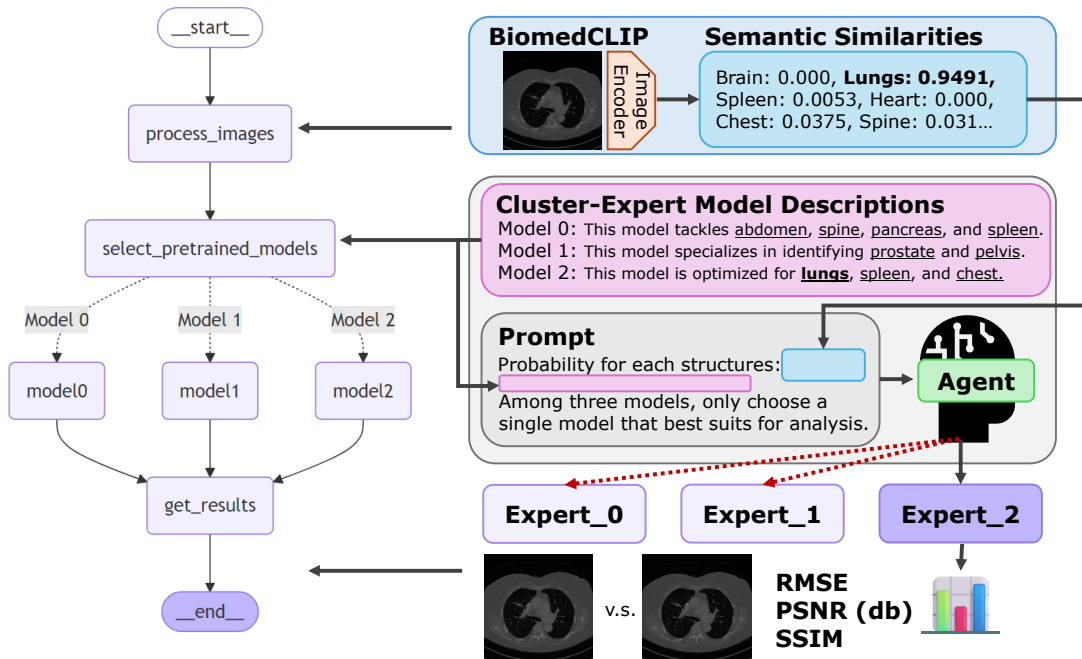 __start__
process_images
select_pretrained_models
Model 0
Model 1
Model 2
model0
model1
model2
get_results
__end__
BiomedCLIP
Image
Encoder
Semantic Similarities
Brain: 0.000, Lungs: 0.9491,
Spleen: 0.0053, Heart: 0.000,
Chest: 0.0375, Spine: 0.031...
Cluster-Expert Model Descriptions
Model 0: This model tackles abdomen, spine, pancreas, and spleen.
Model 1: This model specializes in identifying prostate and pelvis.
Model 2: This model is optimized for lungs, spleen, and chest.
Prompt
Probability for each structures:
Among three models, only choose a
single model that best suits for analysis.
Agent
Expert_0
Expert_1
Expert_2
v.s.
RMSE
PSNR (db)
SSIM